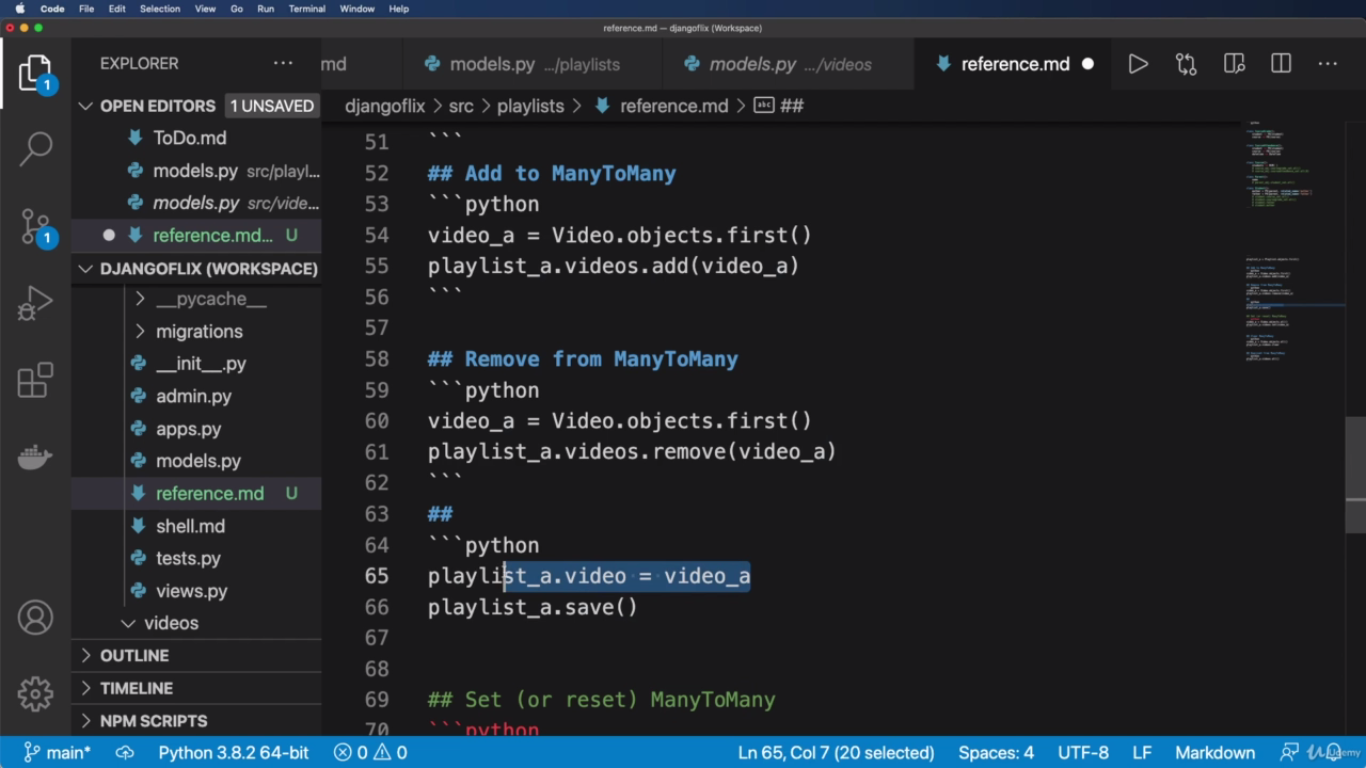 Code File Edit Selection View Go Run Terminal Window Help
reference.md — djangoflix (Workspace)
EXPLORER
md
models.py .../playlists
models.py .../videos
reference.md
OPEN EDITORS 1 UNSAVED
djangoflix > src > playlists > reference.md > abc ##
ToDo.md
models.py src/playl...
models.py src/vide...
reference.md... U
DJANGOFLIX (WORKSPACE)
__pycache__
migrations
__init__.py
admin.py
apps.py
models.py
reference.md U
shell.md
tests.py
views.py
videos
OUTLINE
TIMELINE
NPM SCRIPTS
1
1
51 ```
52 ## Add to ManyToMany
53 ```python
54 video_a = Video.objects.first()
55 playlist_a.videos.add(video_a)
56 ```
57
58 ## Remove from ManyToMany
59 ```python
60 video_a = Video.objects.first()
61 playlist_a.videos.remove(video_a)
62 ```
63 ##
64 ```python
65 playlist_a.video = video_a
66 playlist_a.save()
67
68
69 ## Set (or reset) ManyToMany
70 ```python
main* Python 3.8.2 64-bit 0 0 Ln 65, Col 7 (20 selected) Spaces: 4 UTF-8 LF Markdown
Udemy